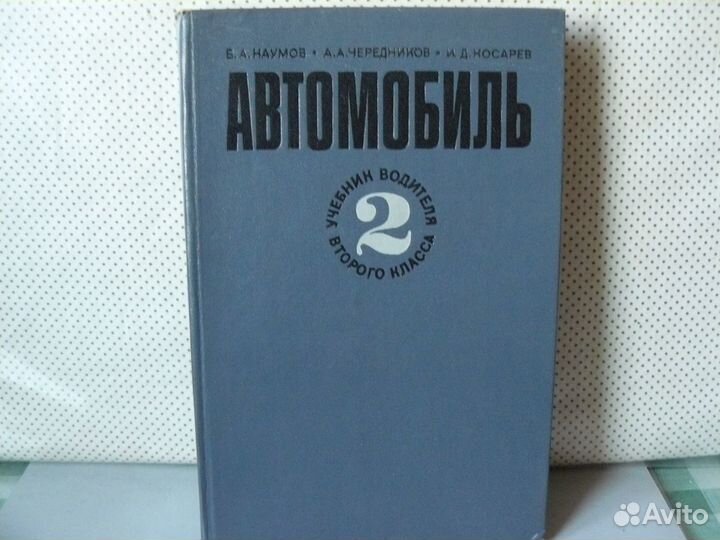 Б. А. НАУМОВ • А. А. ЧЕРЕДНИКОВ • И. Д. КОСАРЕВ
АВТОМОБИЛЬ
УЧЕБНИК ВОДИТЕЛЯ
2
ВТОРОГО КЛАССА
Avito